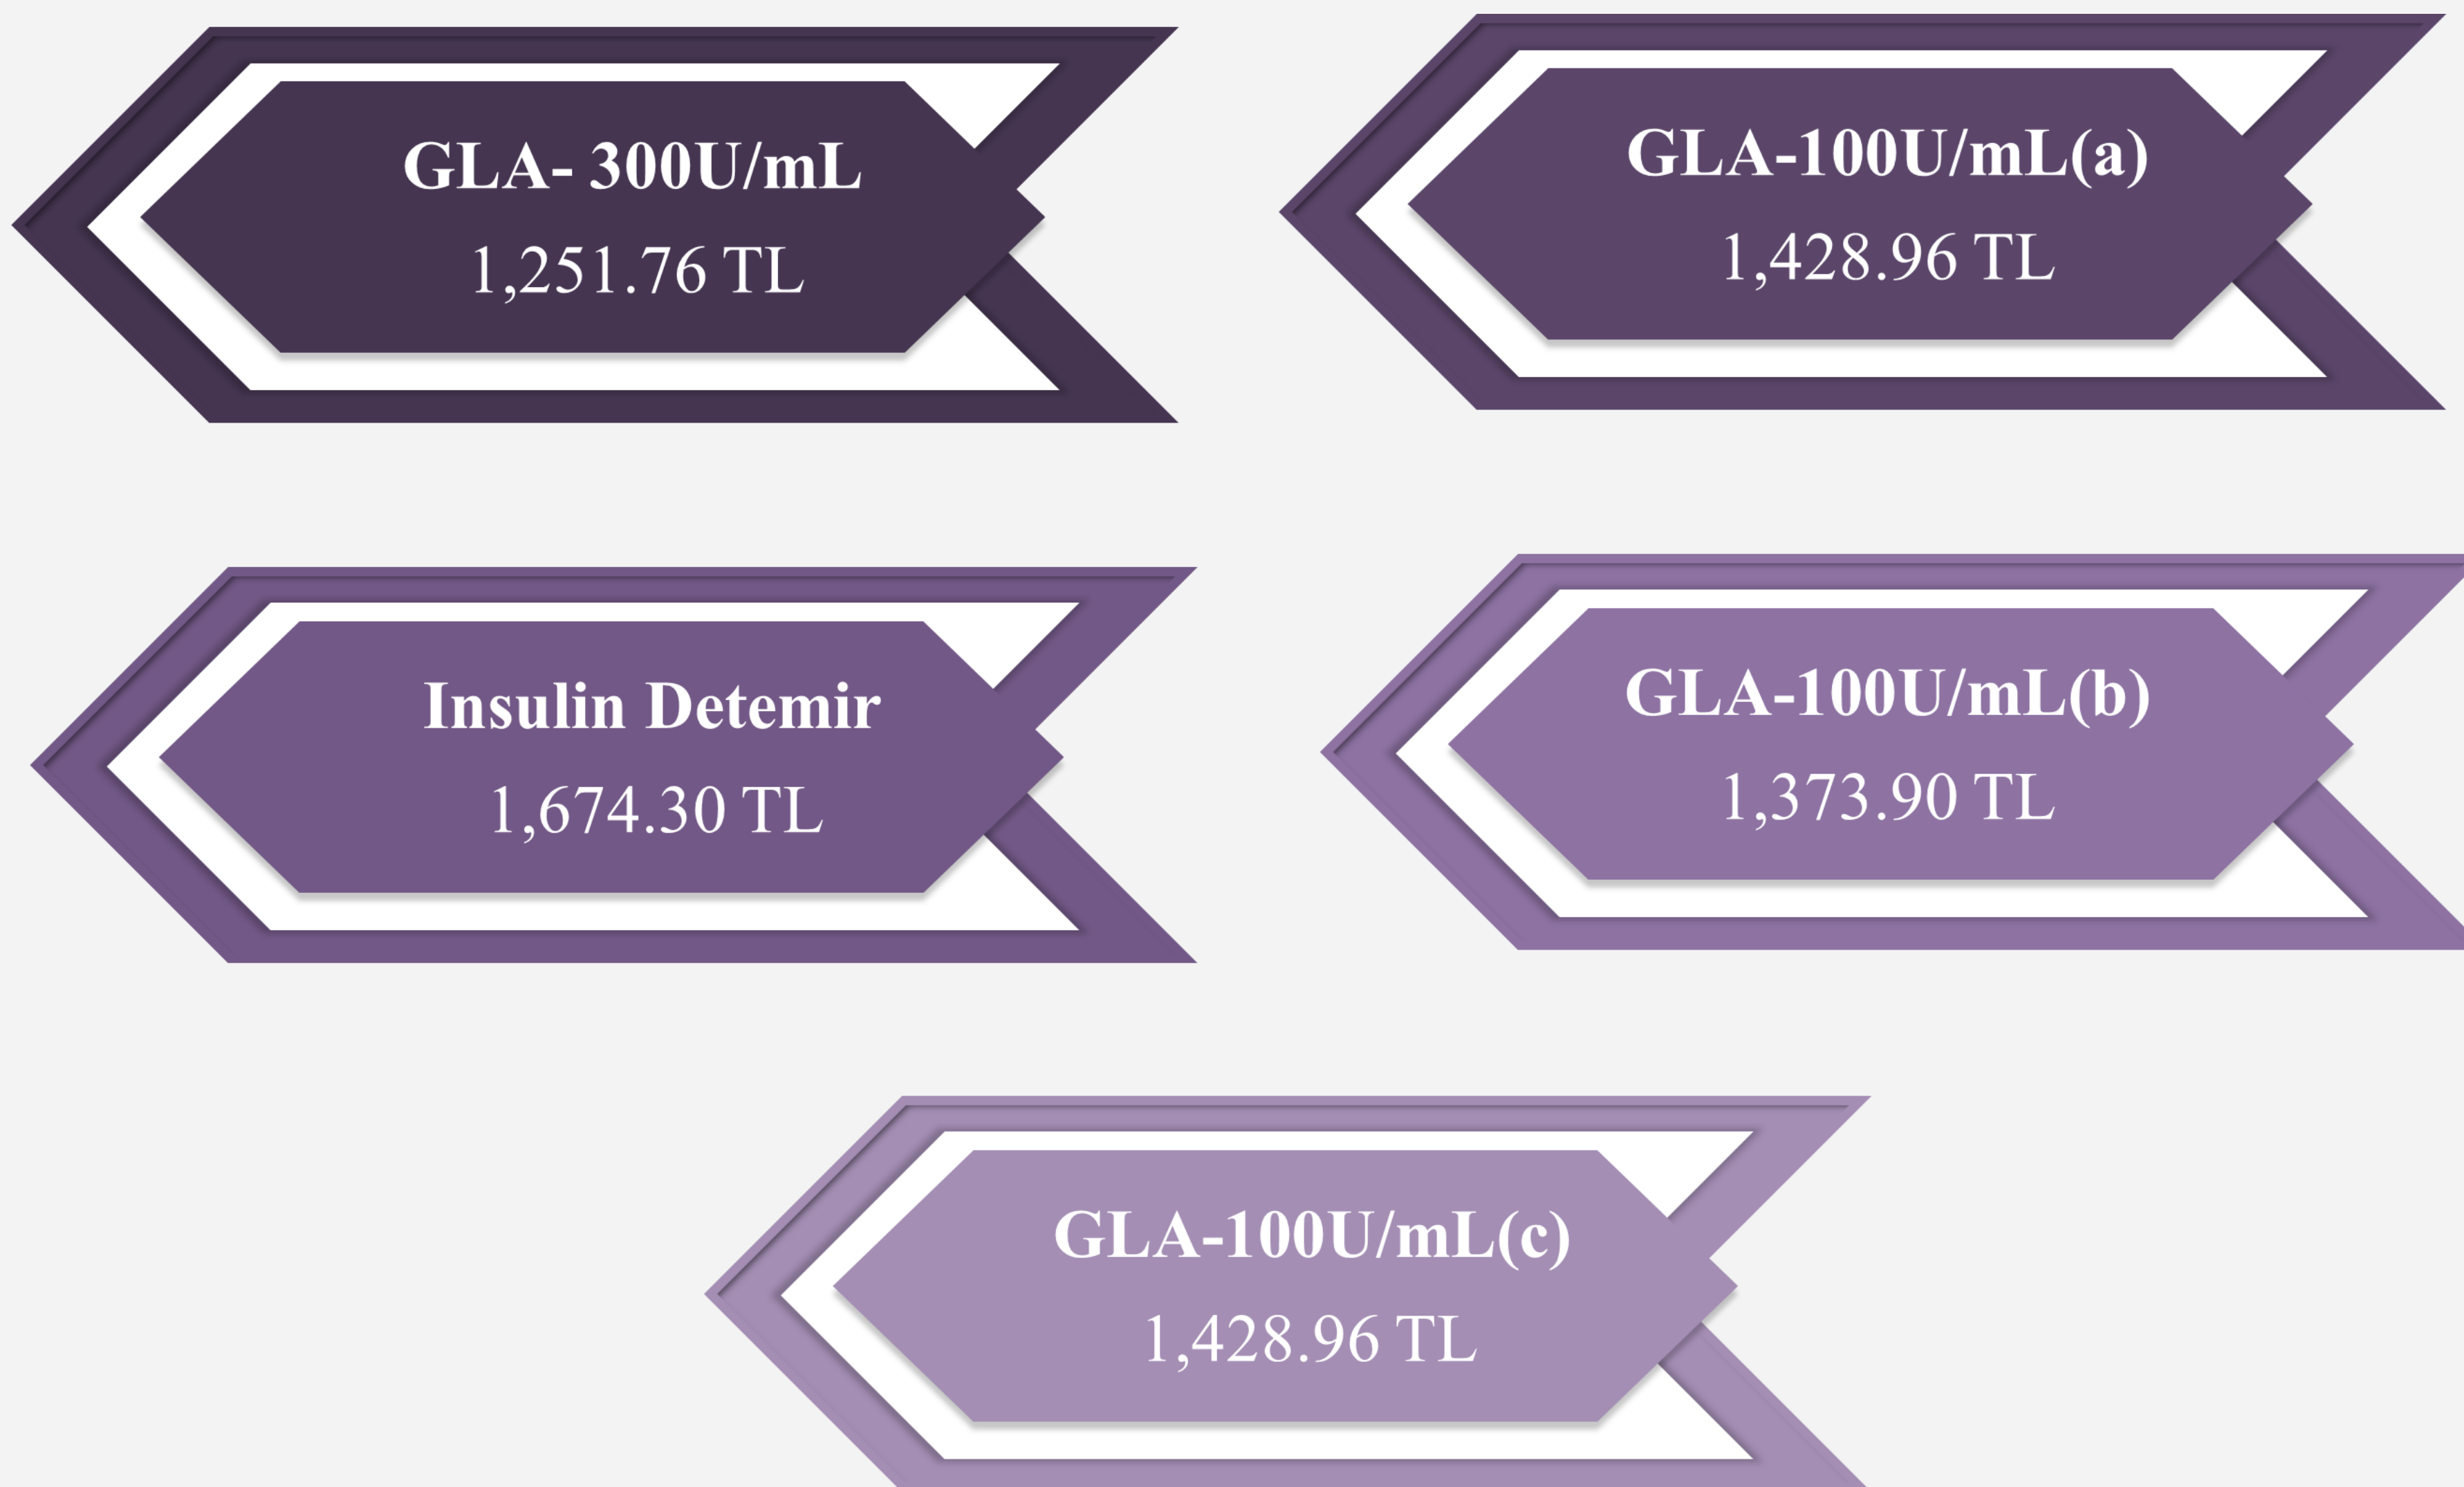 GLA- 300U/mL
1,251.76 TL
GLA-100U/mL(a)
1,428.96 TL
Insulin Detemir
1,674.30 TL
GLA-100U/mL(b)
1,373.90 TL
GLA-100U/mL(c)
1,428.96 TL